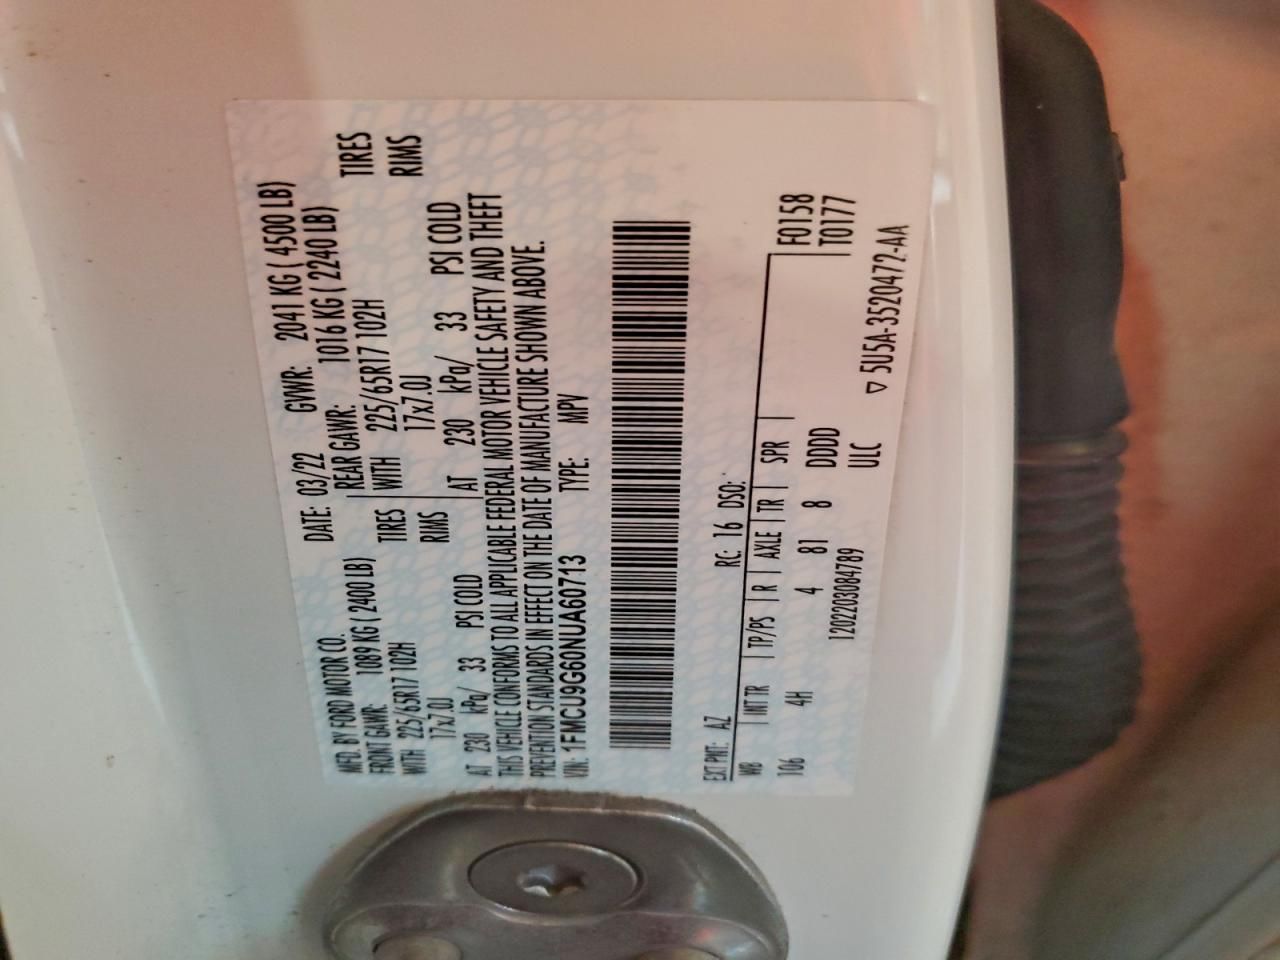 MFD. BY FORD MOTOR CO.
DATE: 03/22 GVWR: 2041 KG ( 4500 LB)
FRONT GAWR: 1089 KG ( 2400 LB) REAR GAWR: 1016 KG ( 2240 LB)
WITH 225/65R17 102H TIRES WITH 225/65R17 102H TIRES
17x7.0J RIMS 17x7.0J RIMS
AT 230 kPa/ 33 PSI COLD AT 230 kPa/ 33 PSI COLD
THIS VEHICLE CONFORMS TO ALL APPLICABLE FEDERAL MOTOR VEHICLE SAFETY AND THEFT
PREVENTION STANDARDS IN EFFECT ON THE DATE OF MANUFACTURE SHOWN ABOVE.
VIN: 1FMCU9G60NUA60713 TYPE: MPV
EXT PNT: AZ RC: 16 DSO:
WB INT TR TP/PS R AXLE TR SPR F0158
106 4H 4 81 8 DDDD T0177
1202203084789 ULC ▽ 5U5A-3520472-AA